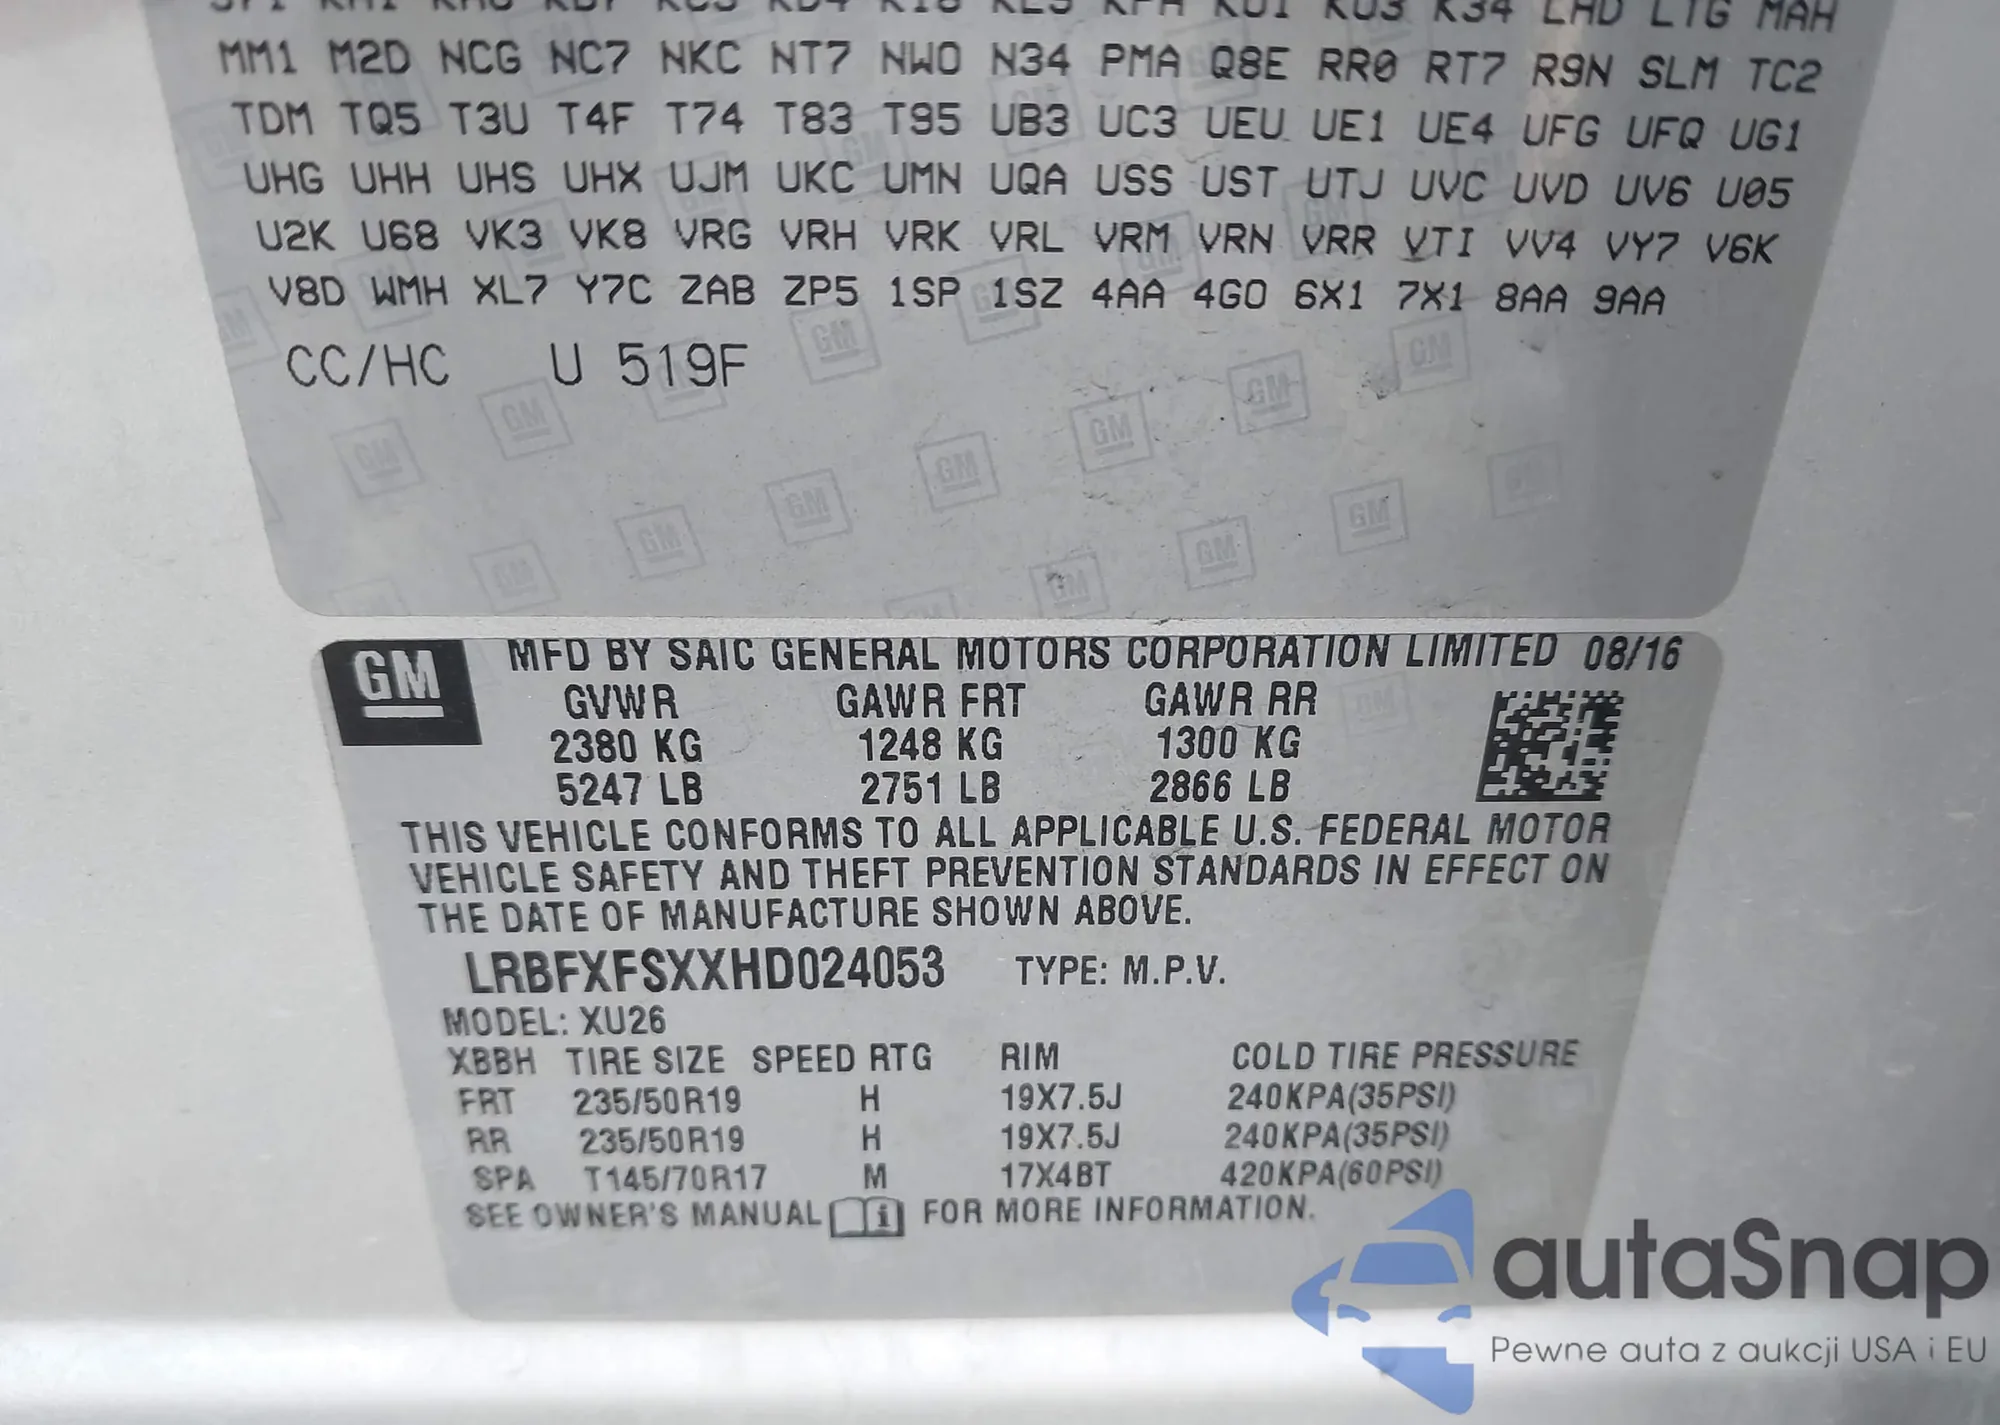 K34 LHD LTG MAH
MM1 M2D NCG NC7 NKC NT7 NWO N34 PMA Q8E RR0 RT7 R9N SLM TC2
TDM TQ5 T3U T4F T74 T83 T95 UB3 UC3 UEU UE1 UE4 UFG UFQ UG1
UHG UHH UHS UHX UJM UKC UMN UQA USS UST UTJ UVC UVD UV6 U05
U2K U68 VK3 VK8 VRG VRH VRK VRL VRM VRN VRR VTI VV4 VY7 V6K
V8D WMH XL7 Y7C ZAB ZP5 1SP 1SZ 4AA 4GO 6X1 7X1 8AA 9AA
CC/HC U 519F
GM MFD BY SAIC GENERAL MOTORS CORPORATION LIMITED 08/16
GVWR GAWR FRT GAWR RR
2380 KG 1248 KG 1300 KG
5247 LB 2751 LB 2866 LB
THIS VEHICLE CONFORMS TO ALL APPLICABLE U.S. FEDERAL MOTOR
VEHICLE SAFETY AND THEFT PREVENTION STANDARDS IN EFFECT ON
THE DATE OF MANUFACTURE SHOWN ABOVE.
LRBFXFSXXHD024053 TYPE: M.P.V.
MODEL: XU26
XBBH TIRE SIZE SPEED RTG RIM COLD TIRE PRESSURE
FRT 235/50R19 H 19X7.5J 240KPA(35PSI)
RR 235/50R19 H 19X7.5J 240KPA(35PSI)
SPA T145/70R17 M 17X4BT 420KPA(60PSI)
SEE OWNER'S MANUAL FOR MORE INFORMATION.
autaSnap
Pewne auta z aukcji USA i EU